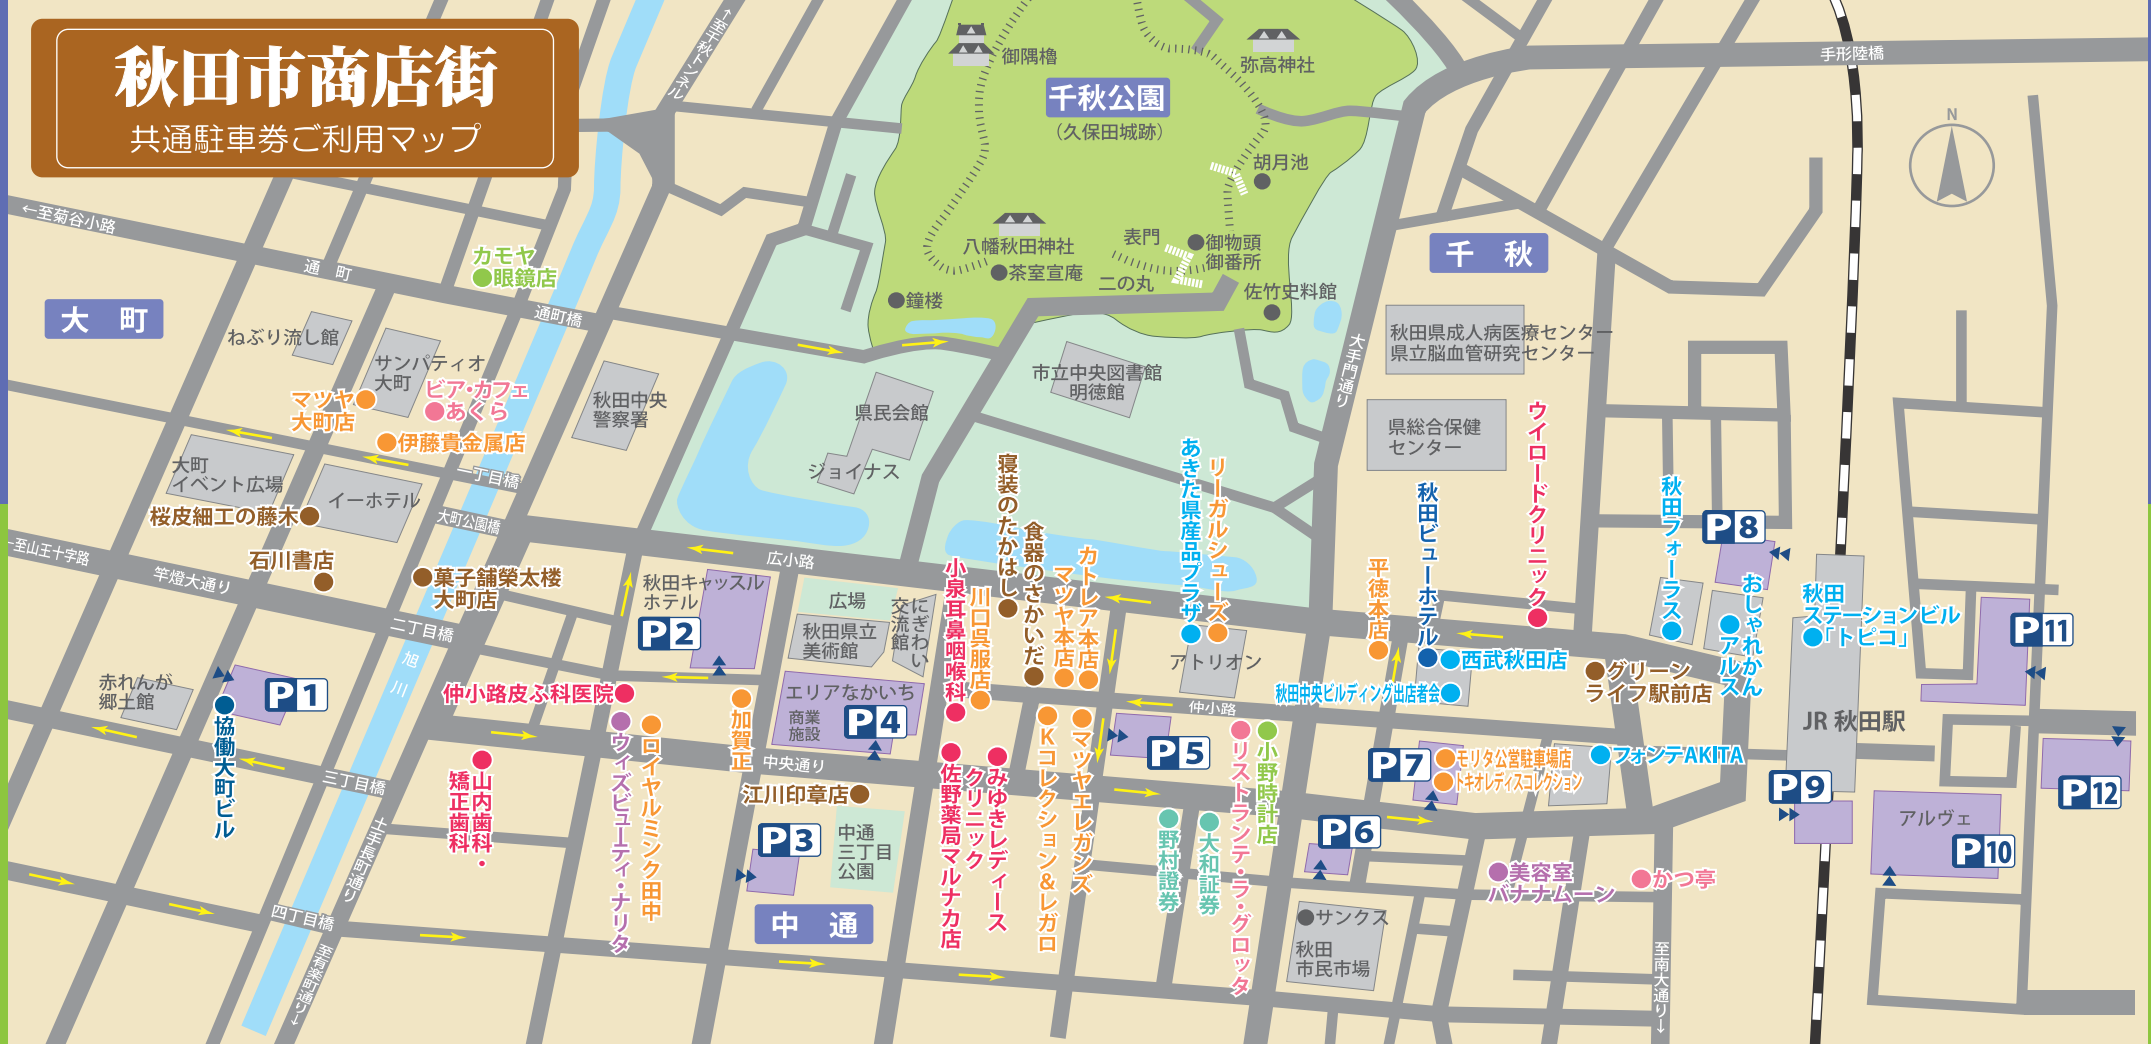 秋田市商店街
共通駐車券ご利用マップ
←至千秋トンネル
御隅櫓
弥高神社
千秋公園
（久保田城跡）
胡月池
手形陸橋
N
←至菊谷小路
通 町
カモヤ
眼鏡店
通町橋
八幡秋田神社
茶室宣庵
鐘楼
表門
御物頭
御番所
二の丸
佐竹史料館
千 秋
大 町
ねぶり流し館
サンパティオ
大町
マツヤ
大町店
ビア・カフェ
あくら
伊藤貴金属店
秋田中央
警察署
県民会館
ジョイナス
市立中央図書館
明徳館
大手門通り
秋田県成人病医療センター
県立脳血管研究センター
県総合保健
センター
大町
イベント広場
イーホテル
一丁目橋
大町公園橋
桜皮細工の藤木
石川書店
←至山王十字路
竿燈大通り
菓子舗榮太楼
大町店
二丁目橋
旭川
広小路
秋田キャッスル
ホテル
P2
広場
秋田県立
美術館
にぎわい
交流館
エリアなかいち
商業
施設
P4
小泉耳鼻咽喉科
川口呉服店
寝装のたかはし
食器のさかいだ
マツヤ本店
カトレア本店
あきた県産品プラザ
リーガルシューズ
アトリオン
平徳本店
秋田ビューホテル
西武秋田店
秋田中央ビルディング出店者会
ウイロードクリニック
秋田フォーラス
P8
おしゃれかん
アルス
秋田
ステーションビル
「トピコ」
グリーン
ライフ駅前店
JR 秋田駅
P11
赤れんが
郷土館
P1
協働大町ビル
仲小路皮ふ科医院
ウィズビューティ・ナリタ
ロイヤルミンク田中
加賀正
中央通り
仲小路
三丁目橋
山内歯科・
矯正歯科
江川印章店
P3
中通
三丁目
公園
佐野薬局マルナカ店
みゆきレディース
クリニック
Kコレクション&レガロ
マツヤエレガンズ
P5
リストランテ・ラ・グロッタ
小野時計店
野村證券
大和証券
P6
P7
モリタ公営駐車場店
トキオレディスコレクション
フォンテAKITA
P9
P12
アルヴェ
P10
美容室
バナナムーン
かつ亭
サンクス
秋田
市民市場
中 通
土手長町通り
四丁目橋
至有楽町通り→
至南大通り→